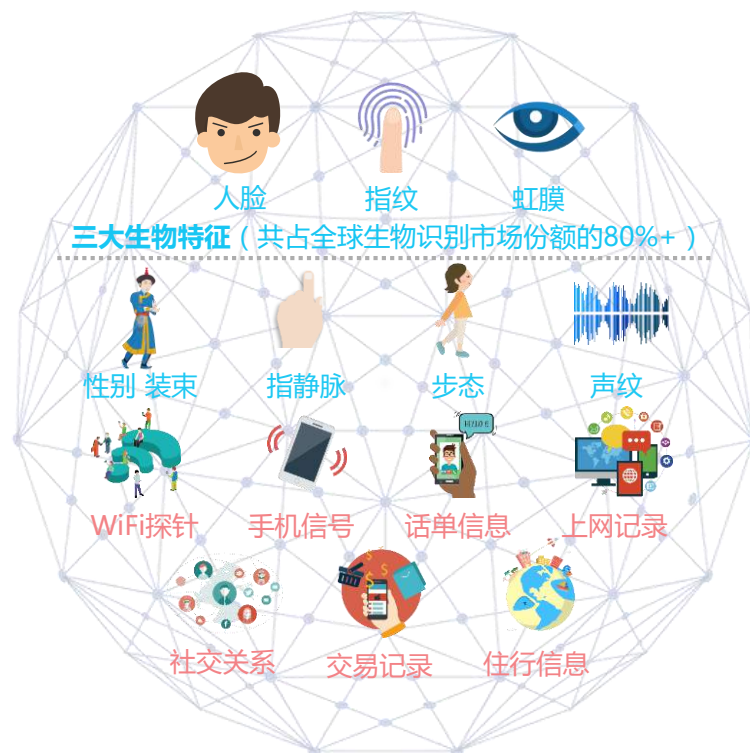 人脸 指纹 虹膜
三大生物特征（共占全球生物识别市场份额的80%+）
性别 装束 指静脉 步态 声纹
WiFi探针 手机信号 话单信息 上网记录
社交关系 交易记录 住行信息